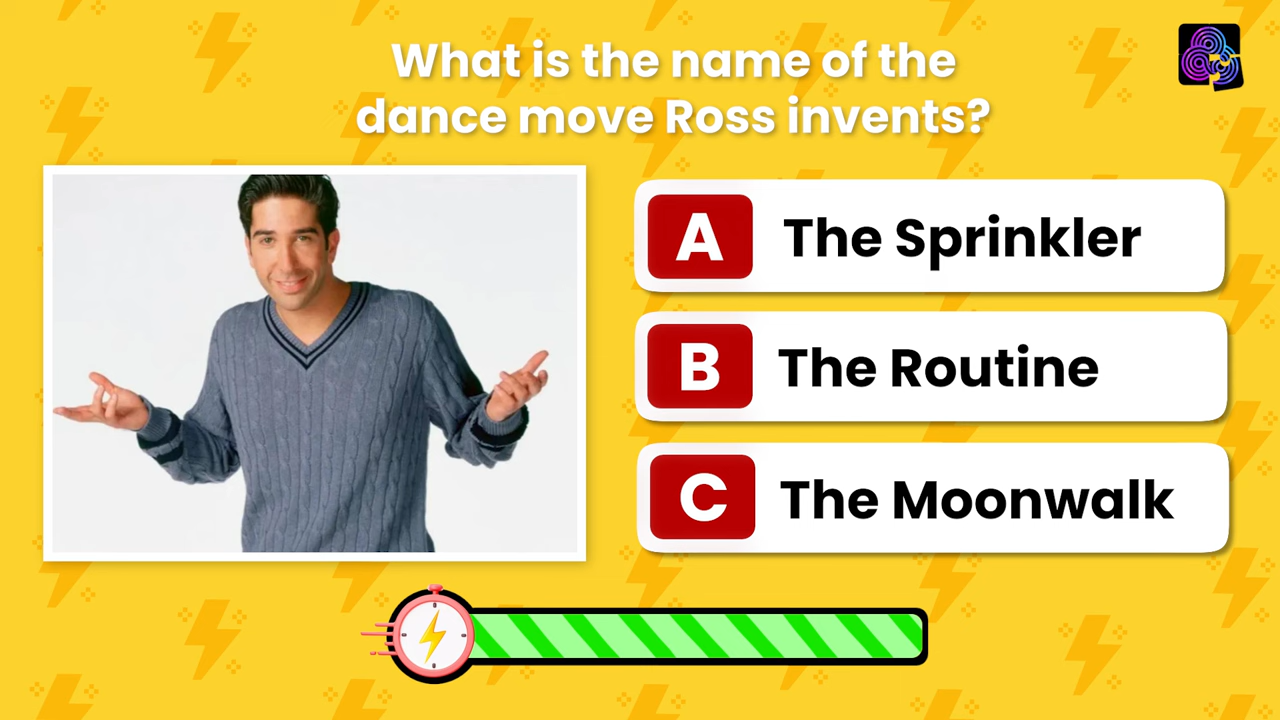 What is the name of the
dance move Ross invents?
A The Sprinkler
B The Routine
C The Moonwalk